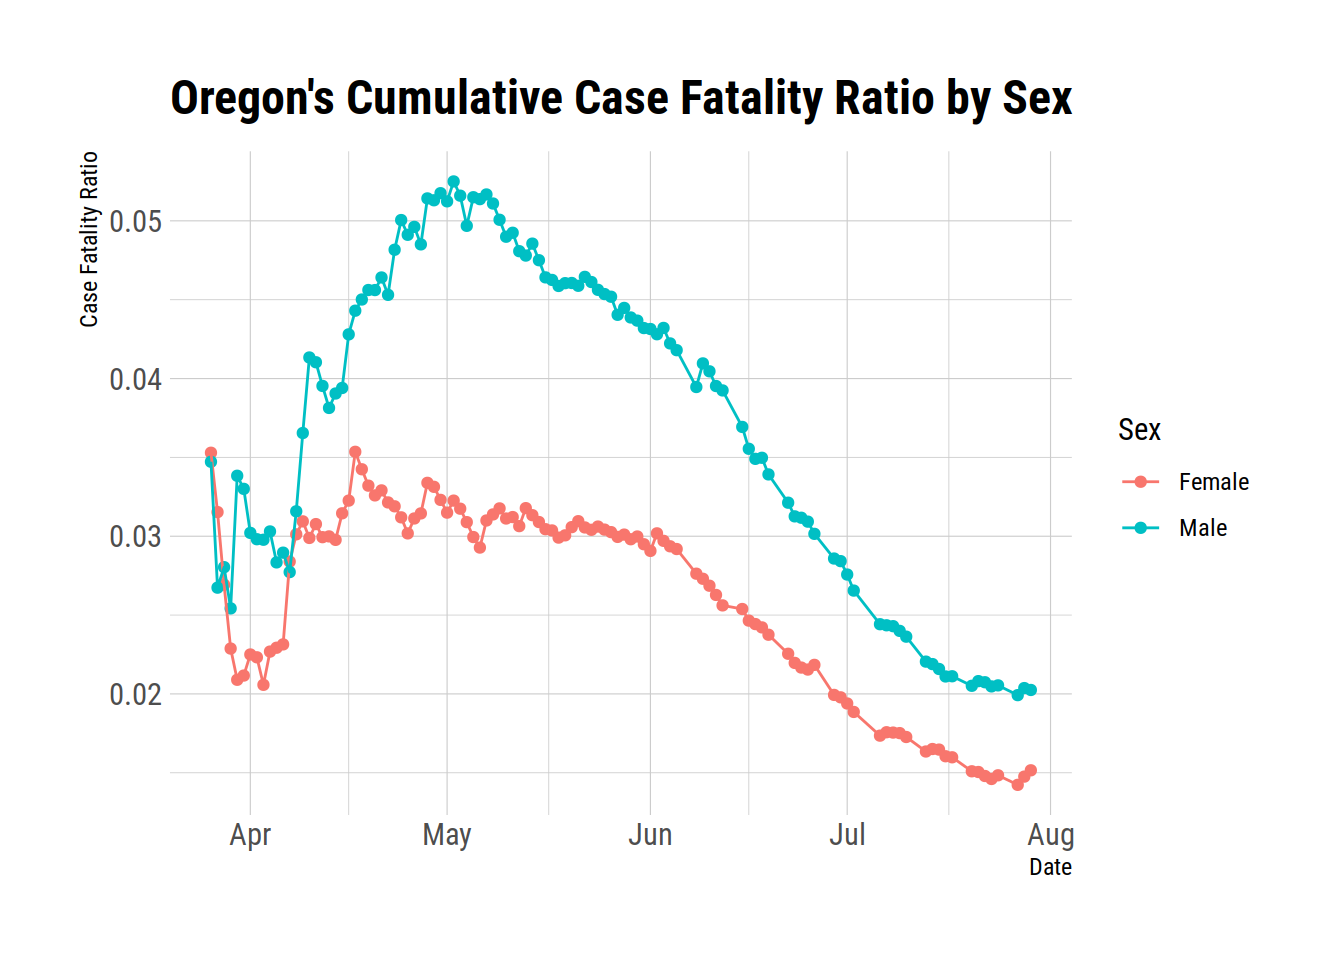 Oregon's Cumulative Case Fatality Ratio by Sex
Case Fatality Ratio
0.05
0.04
0.03
0.02
Apr May Jun Jul Aug
Date
Sex
Female
Male